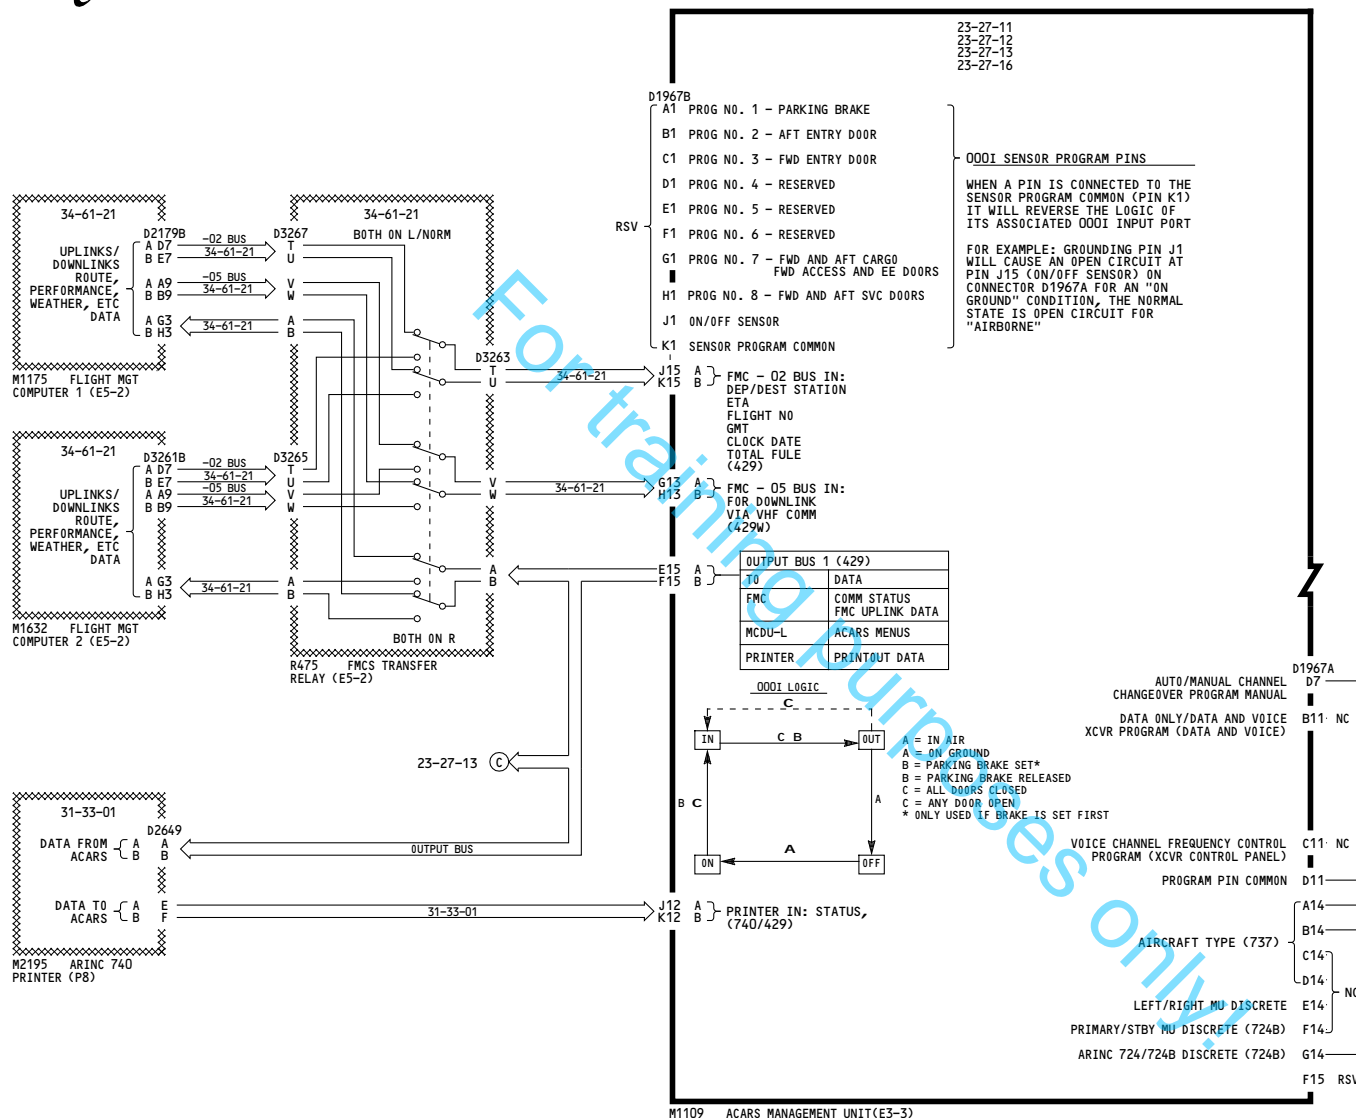 23-27-11
23-27-12
23-27-13
23-27-16
D1967B
A1 PROG NO. 1 - PARKING BRAKE
B1 PROG NO. 2 - AFT ENTRY DOOR
C1 PROG NO. 3 - FWD ENTRY DOOR
D1 PROG NO. 4 - RESERVED
E1 PROG NO. 5 - RESERVED
F1 PROG NO. 6 - RESERVED
G1 PROG NO. 7 - FWD AND AFT CARGO
FWD ACCESS AND EE DOORS
H1 PROG NO. 8 - FWD AND AFT SVC DOORS
J1 ON/OFF SENSOR
K1 SENSOR PROGRAM COMMON
RSV
OOOI SENSOR PROGRAM PINS
WHEN A PIN IS CONNECTED TO THE
SENSOR PROGRAM COMMON (PIN K1)
IT WILL REVERSE THE LOGIC OF
ITS ASSOCIATED OOOI INPUT PORT
FOR EXAMPLE: GROUNDING PIN J1
WILL CAUSE AN OPEN CIRCUIT AT
PIN J15 (ON/OFF SENSOR) ON
CONNECTOR D1967A FOR AN "ON
GROUND" CONDITION, THE NORMAL
STATE IS OPEN CIRCUIT FOR
"AIRBORNE"
34-61-21
D2179B
UPLINKS/
DOWNLINKS
ROUTE,
PERFORMANCE,
WEATHER, ETC
DATA
A D7
B E7
A A9
B B9
A G3
B H3
-02 BUS
34-61-21
-05 BUS
34-61-21
34-61-21
M1175 FLIGHT MGT
COMPUTER 1 (E5-2)
34-61-21
BOTH ON L/NORM
D3267
T
U
V
W
A
B
D3263
T
U
V
W
A
B
34-61-21
D3261B
UPLINKS/
DOWNLINKS
ROUTE,
PERFORMANCE,
WEATHER, ETC
DATA
A D7
B E7
A A9
B B9
A G3
B H3
-02 BUS
34-61-21
-05 BUS
34-61-21
34-61-21
M1632 FLIGHT MGT
COMPUTER 2 (E5-2)
D3265
T
U
V
W
A
B
BOTH ON R
R475 FMCS TRANSFER
RELAY (E5-2)
34-61-21
J15 A
K15 B
FMC - 02 BUS IN:
DEP/DEST STATION
ETA
FLIGHT NO
GMT
CLOCK DATE
TOTAL FULE
(429)
34-61-21
G13 A
H13 B
FMC - 05 BUS IN:
FOR DOWNLINK
VIA VHF COMM
(429W)
E15 A
F15 B
OUTPUT BUS 1 (429)
TO DATA
FMC COMM STATUS
FMC UPLINK DATA
MCDU-L ACARS MENUS
PRINTER PRINTOUT DATA
OOOI LOGIC
C
IN C B OUT
B C A
ON A OFF
A = IN AIR
A = ON GROUND
B = PARKING BRAKE SET*
B = PARKING BRAKE RELEASED
C = ALL DOORS CLOSED
C = ANY DOOR OPEN
* ONLY USED IF BRAKE IS SET FIRST
23-27-13 C
31-33-01
D2649
DATA FROM
ACARS
A A
B B
OUTPUT BUS
DATA TO
ACARS
A E
B F
31-33-01
M2195 ARINC 740
PRINTER (P8)
J12 A
K12 B
PRINTER IN: STATUS,
(740/429)
D1967A
AUTO/MANUAL CHANNEL D7
CHANGEOVER PROGRAM MANUAL
DATA ONLY/DATA AND VOICE B11 NC
XCVR PROGRAM (DATA AND VOICE)
VOICE CHANNEL FREQUENCY CONTROL C11 NC
PROGRAM (XCVR CONTROL PANEL)
PROGRAM PIN COMMON D11
AIRCRAFT TYPE (737)
A14
B14
C14
D14
LEFT/RIGHT MU DISCRETE E14
PRIMARY/STBY MU DISCRETE (724B) F14
ARINC 724/724B DISCRETE (724B) G14
F15 RSV
M1109 ACARS MANAGEMENT UNIT(E3-3)
For training purposes only!